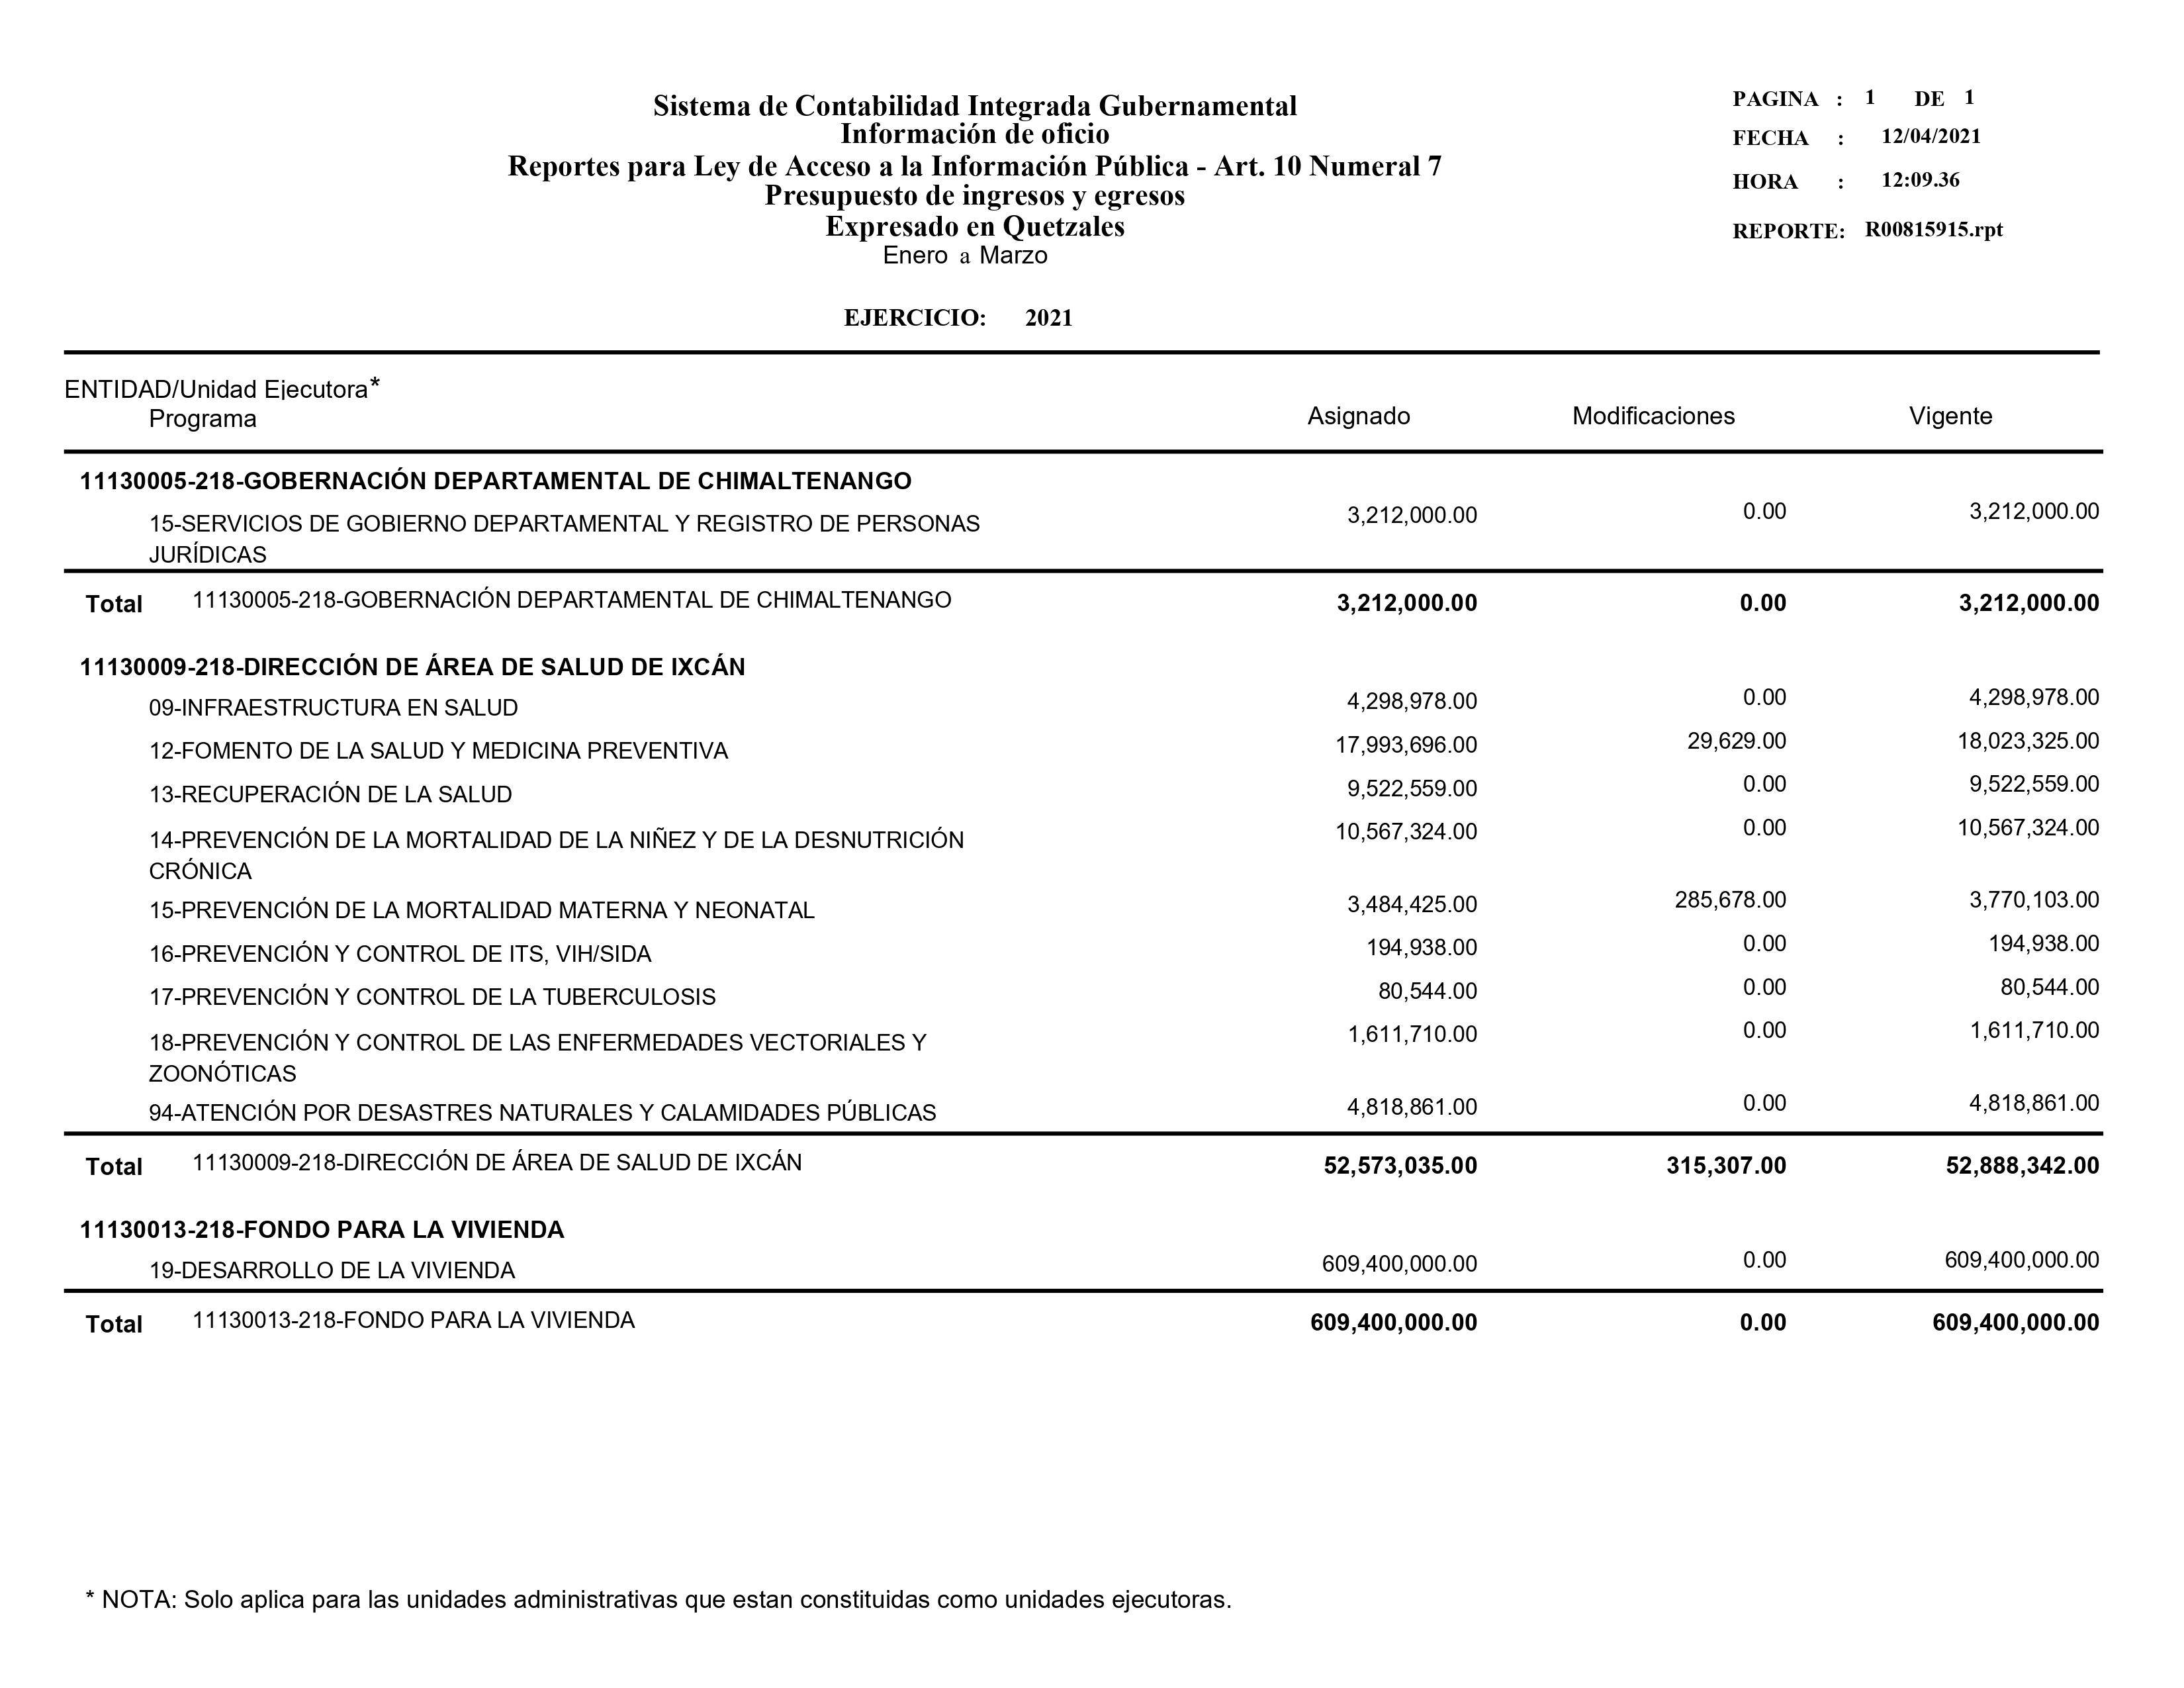 Sistema de Contabilidad Integrada Gubernamental
Información de oficio
Reportes para Ley de Acceso a la Información Pública - Art. 10 Numeral 7
Presupuesto de ingresos y egresos
Expresado en Quetzales
Enero a Marzo
EJERCICIO: 2021
PAGINA : 1 DE 1
FECHA : 12/04/2021
HORA : 12:09.36
REPORTE: R00815915.rpt
ENTIDAD/Unidad Ejecutora*
Programa Asignado Modificaciones Vigente
11130005-218-GOBERNACIÓN DEPARTAMENTAL DE CHIMALTENANGO
15-SERVICIOS DE GOBIERNO DEPARTAMENTAL Y REGISTRO DE PERSONAS 3,212,000.00 0.00 3,212,000.00
JURÍDICAS
Total 11130005-218-GOBERNACIÓN DEPARTAMENTAL DE CHIMALTENANGO 3,212,000.00 0.00 3,212,000.00
11130009-218-DIRECCIÓN DE ÁREA DE SALUD DE IXCÁN
09-INFRAESTRUCTURA EN SALUD 4,298,978.00 0.00 4,298,978.00
12-FOMENTO DE LA SALUD Y MEDICINA PREVENTIVA 17,993,696.00 29,629.00 18,023,325.00
13-RECUPERACIÓN DE LA SALUD 9,522,559.00 0.00 9,522,559.00
14-PREVENCIÓN DE LA MORTALIDAD DE LA NIÑEZ Y DE LA DESNUTRICIÓN 10,567,324.00 0.00 10,567,324.00
CRÓNICA
15-PREVENCIÓN DE LA MORTALIDAD MATERNA Y NEONATAL 3,484,425.00 285,678.00 3,770,103.00
16-PREVENCIÓN Y CONTROL DE ITS, VIH/SIDA 194,938.00 0.00 194,938.00
17-PREVENCIÓN Y CONTROL DE LA TUBERCULOSIS 80,544.00 0.00 80,544.00
18-PREVENCIÓN Y CONTROL DE LAS ENFERMEDADES VECTORIALES Y 1,611,710.00 0.00 1,611,710.00
ZOONÓTICAS
94-ATENCIÓN POR DESASTRES NATURALES Y CALAMIDADES PÚBLICAS 4,818,861.00 0.00 4,818,861.00
Total 11130009-218-DIRECCIÓN DE ÁREA DE SALUD DE IXCÁN 52,573,035.00 315,307.00 52,888,342.00
11130013-218-FONDO PARA LA VIVIENDA
19-DESARROLLO DE LA VIVIENDA 609,400,000.00 0.00 609,400,000.00
Total 11130013-218-FONDO PARA LA VIVIENDA 609,400,000.00 0.00 609,400,000.00
* NOTA: Solo aplica para las unidades administrativas que estan constituidas como unidades ejecutoras.